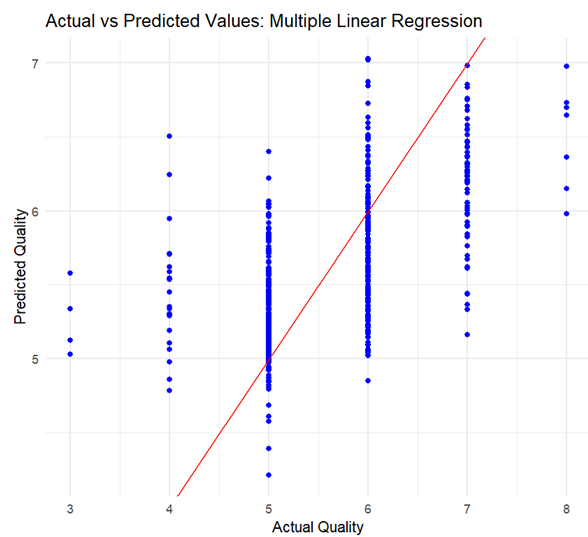 Actual vs Predicted Values: Multiple Linear Regression
7
6
5
Predicted Quality
3 4 5 6 7 8
Actual Quality